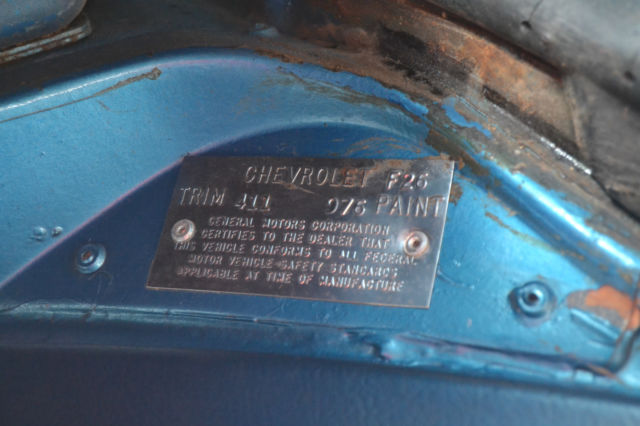 CHEVROLET F26
TRIM 411 976 PAINT
GENERAL MOTORS CORPORATION
CERTIFIES TO THE DEALER THAT
THIS VEHICLE CONFORMS TO ALL FEDERAL
MOTOR VEHICLE-SAFETY STANDARDS
APPLICABLE AT TIME OF MANUFACTURE